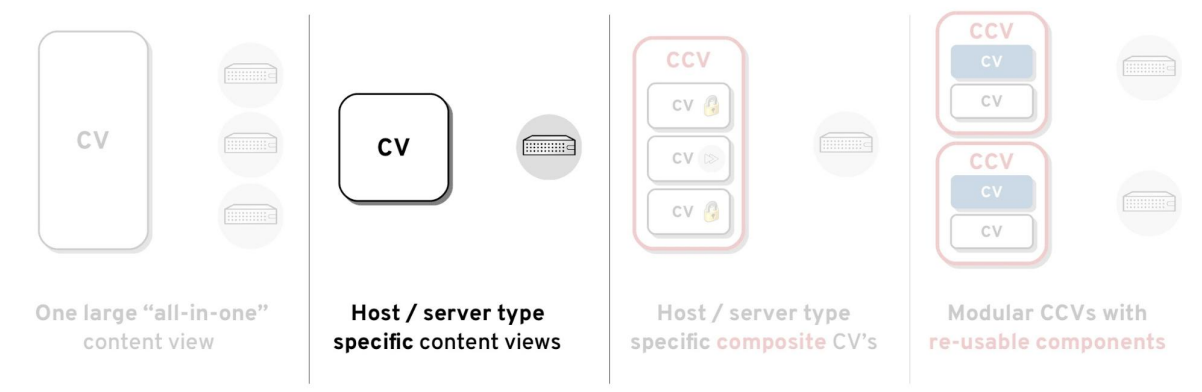 CV
One large “all-in-one”
content view
CV
Host / server type
specific content views
CCV
CV
CV
CV
Host / server type
specific composite CV's
CCV
CV
CV
CCV
CV
CV
Modular CCVs with
re-usable components